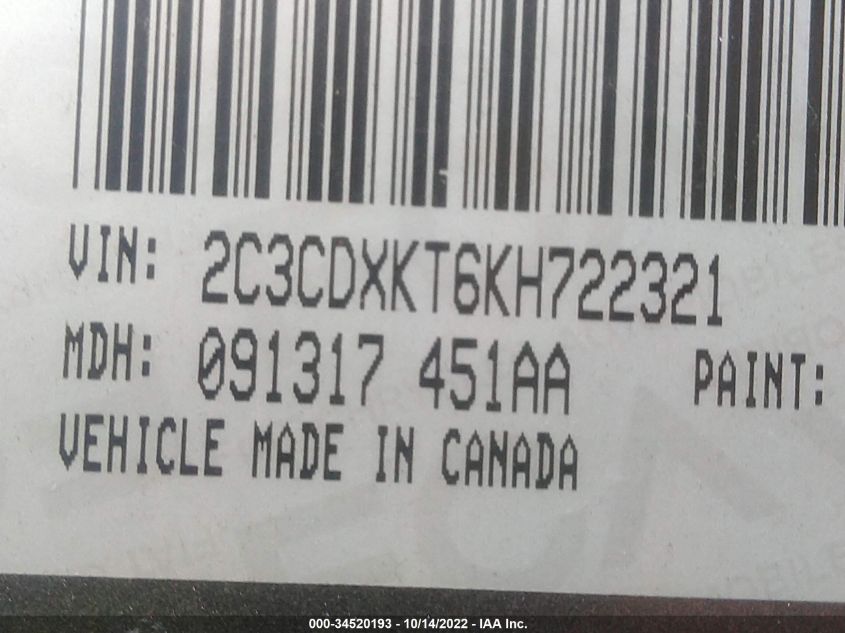 VIN: 2C3CDXKT6KH722321
MDH: 091317 451AA PAINT:
VEHICLE MADE IN CANADA
000-34520193 - 10/14/2022 - IAA Inc.